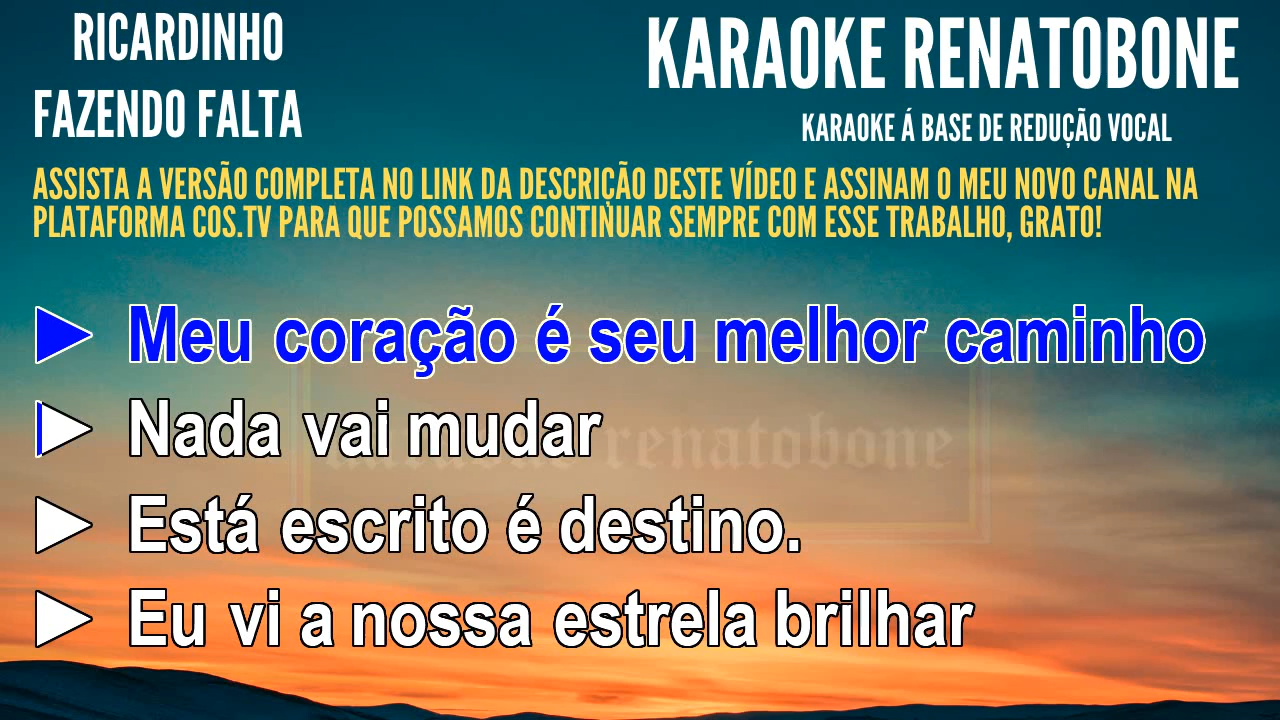 RICARDINHO
FAZENDO FALTA
KARAOKE RENATOBONE
KARAOKE Á BASE DE REDUÇÃO VOCAL
ASSISTA A VERSÃO COMPLETA NO LINK DA DESCRIÇÃO DESTE VÍDEO E ASSINAM O MEU NOVO CANAL NA
PLATAFORMA COS.TV PARA QUE POSSAMOS CONTINUAR SEMPRE COM ESSE TRABALHO, GRATO!
Meu coração é seu melhor caminho
Nada vai mudar
karaoke renatobone
Está escrito é destino.
Eu vi a nossa estrela brilhar